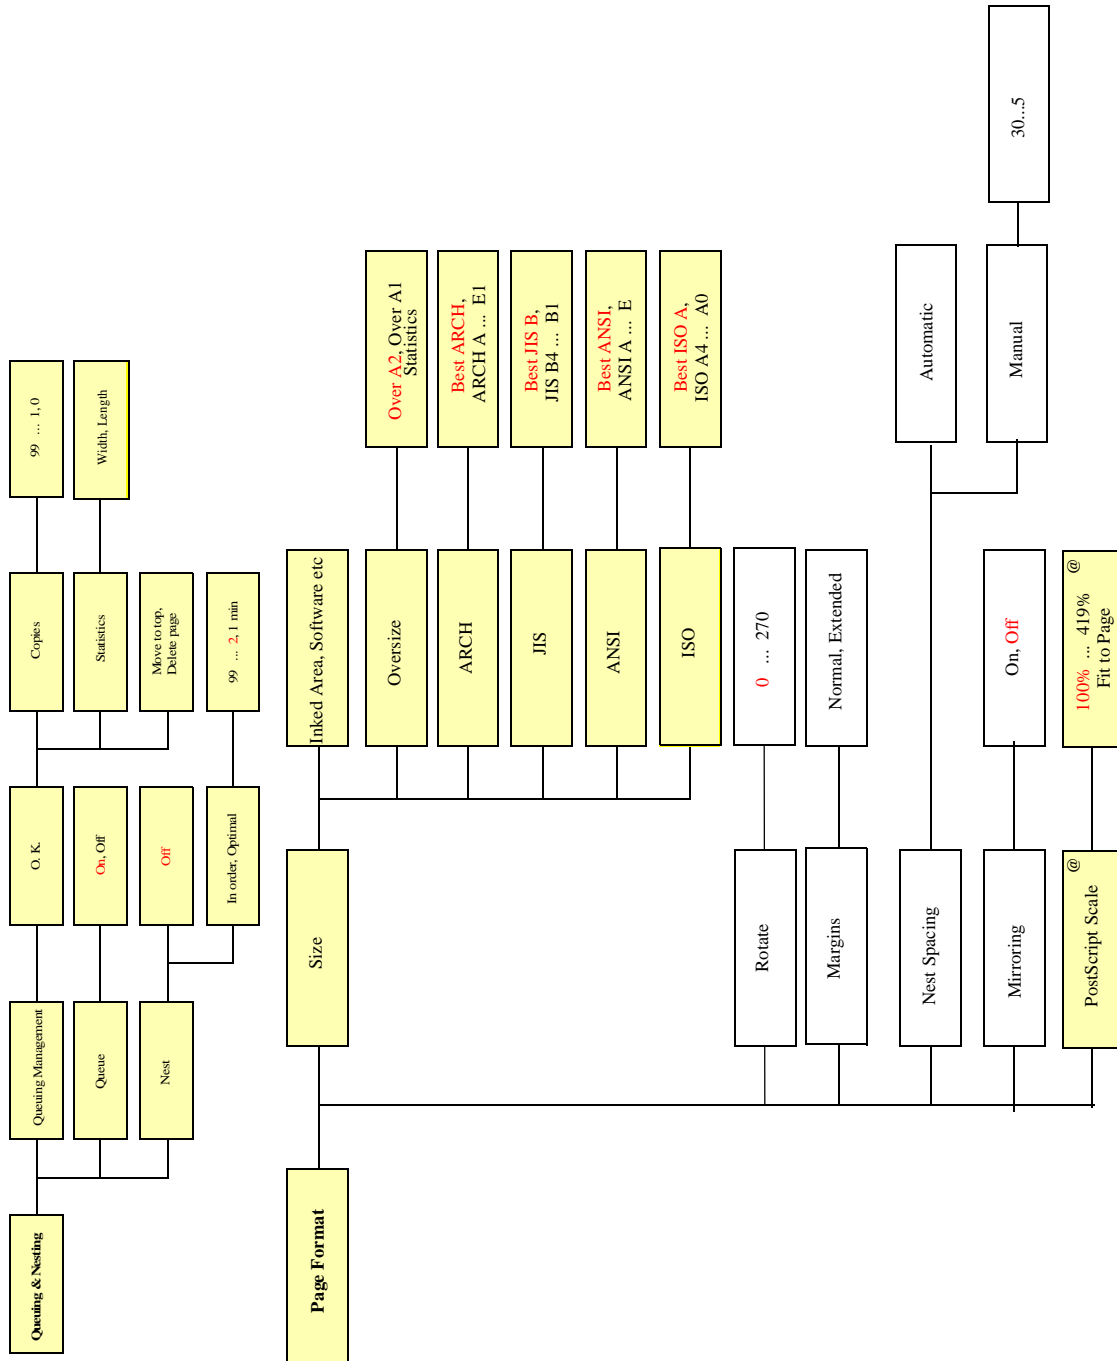 Queuing & Nesting
Queuing Management
O. K.
Copies
99 ... 1, 0
Statistics
Width, Length
Move to top,
Delete page
Queue
On, Off
Nest
Off
In order, Optimal
99 ... 2, 1 min
Page Format
Size
Inked Area, Software etc
Oversize
Over A2, Over A1
Statistics
ARCH
Best ARCH,
ARCH A ... E1
JIS
Best JIS B,
JIS B4 ... B1
ANSI
Best ANSI,
ANSI A ... E
ISO
Best ISO A,
ISO A4 ... A0
Rotate
0 ... 270
Margins
Normal, Extended
Nest Spacing
Automatic
Manual
30...5
Mirroring
On, Off
@
PostScript Scale
@
100% ... 419%
Fit to Page